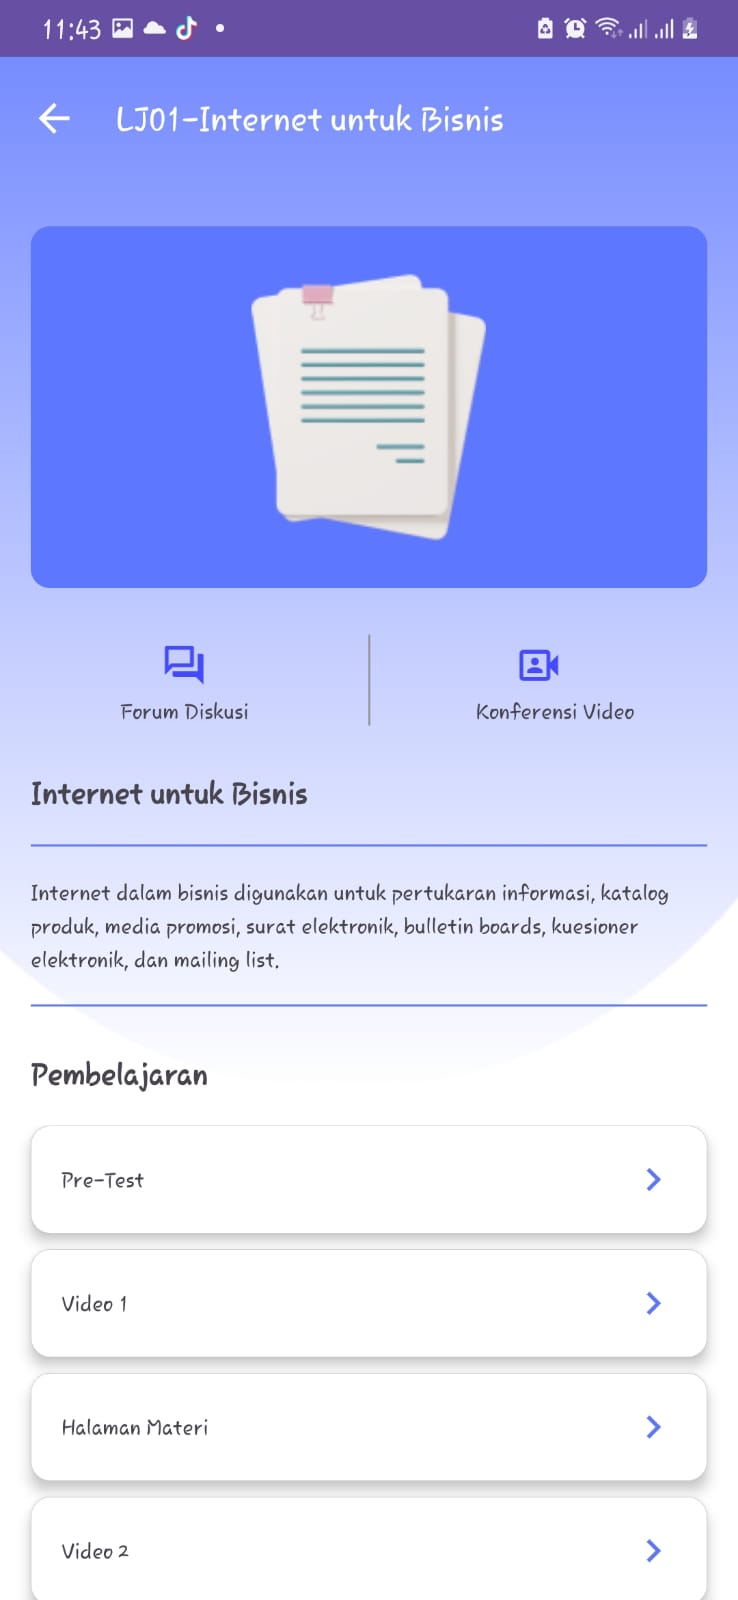 11:43
LJ01-Internet untuk Bisnis
Forum Diskusi
Konferensi Video
Internet untuk Bisnis
Internet dalam bisnis digunakan untuk pertukaran informasi, katalog
produk, media promosi, surat elektronik, bulletin boards, kuesioner
elektronik, dan mailing list.
Pembelajaran
Pre-Test
Video 1
Halaman Materi
Video 2